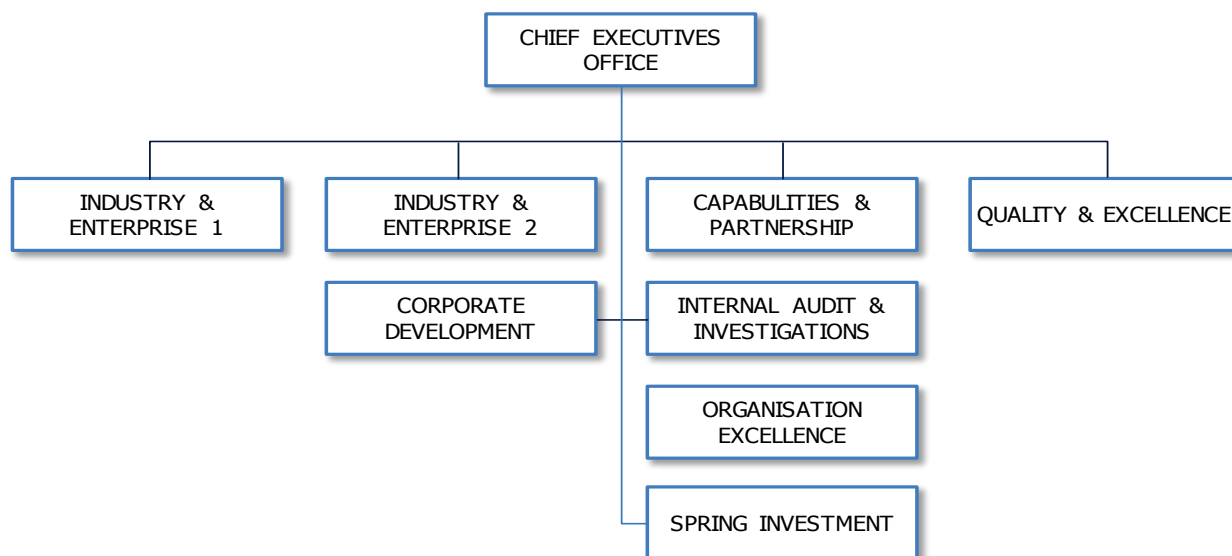 CHIEF EXECUTIVES
OFFICE
INDUSTRY &
ENTERPRISE 1
INDUSTRY &
ENTERPRISE 2
CAPABULITIES &
PARTNERSHIP
QUALITY & EXCELLENCE
CORPORATE
DEVELOPMENT
INTERNAL AUDIT &
INVESTIGATIONS
ORGANISATION
EXCELLENCE
SPRING INVESTMENT